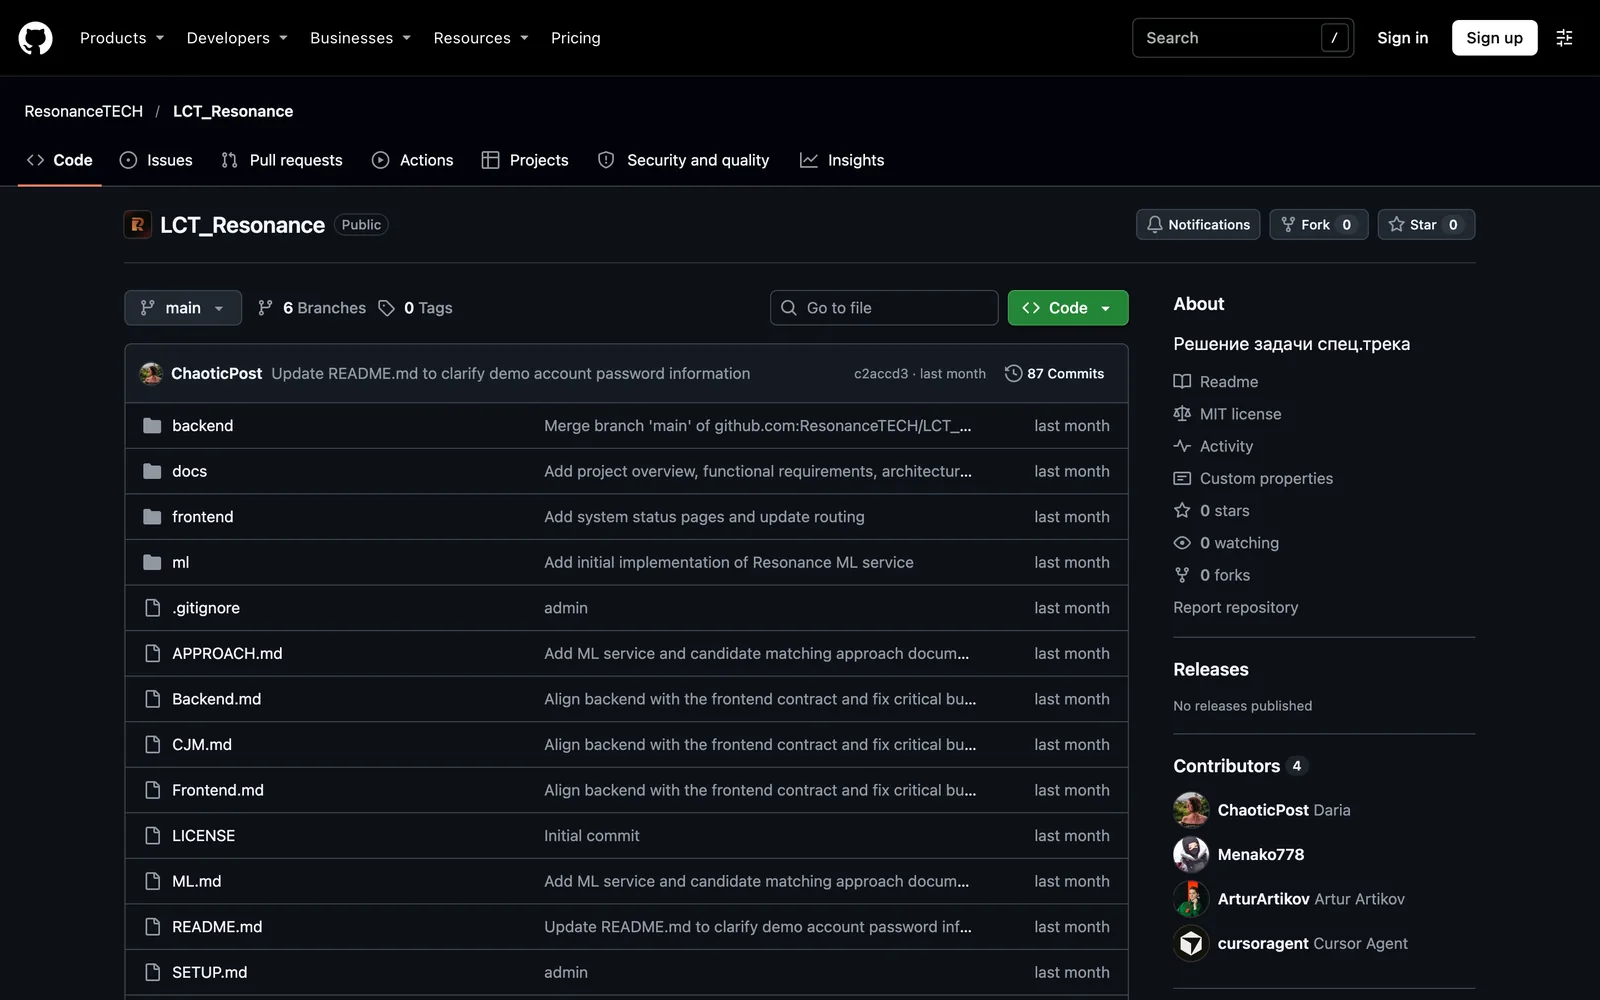 Products Developers Businesses Resources Pricing Search / Sign in Sign up
ResonanceTECH / LCT_Resonance
Code Issues Pull requests Actions Projects Security and quality Insights
LCT_Resonance Public Notifications Fork 0 Star 0
main 6 Branches 0 Tags Go to file Code
ChaoticPost Update README.md to clarify demo account password information c2accd3 · last month 87 Commits
backend Merge branch 'main' of github.com:ResonanceTECH/LCT_... last month
docs Add project overview, functional requirements, architectur... last month
frontend Add system status pages and update routing last month
ml Add initial implementation of Resonance ML service last month
.gitignore admin last month
APPROACH.md Add ML service and candidate matching approach docum... last month
Backend.md Align backend with the frontend contract and fix critical bu... last month
CJM.md Align backend with the frontend contract and fix critical bu... last month
Frontend.md Align backend with the frontend contract and fix critical bu... last month
LICENSE Initial commit last month
ML.md Add ML service and candidate matching approach docum... last month
README.md Update README.md to clarify demo account password inf... last month
SETUP.md admin last month
About
Решение задачи спец.трека
Readme
MIT license
Activity
Custom properties
0 stars
0 watching
0 forks
Report repository
Releases
No releases published
Contributors 4
ChaoticPost Daria
Menako778
ArturArtikov Artur Artikov
cursoragent Cursor Agent